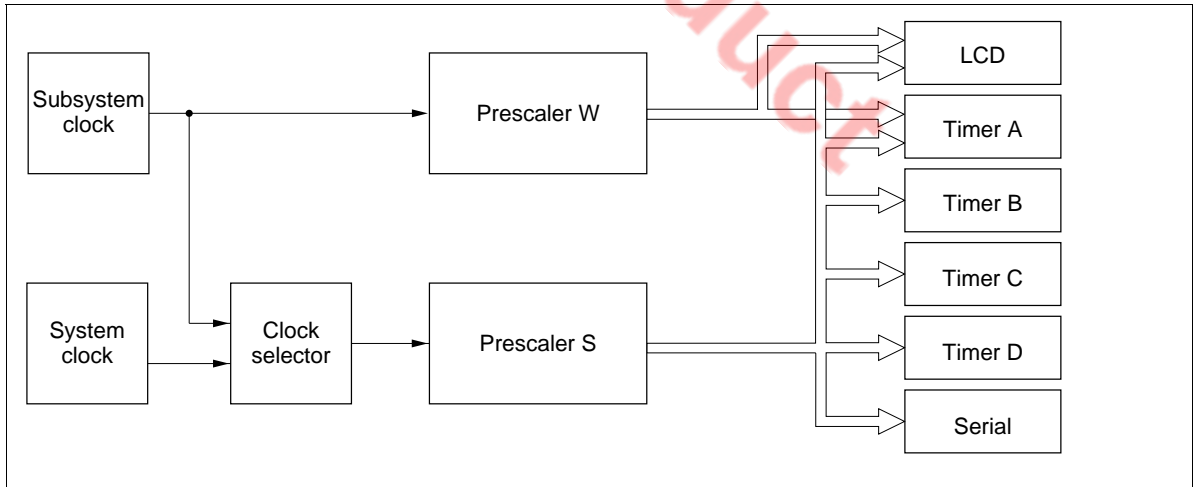 Subsystem
clock
Prescaler W
LCD
Timer A
Timer B
Timer C
System
clock
Clock
selector
Prescaler S
Timer D
Serial